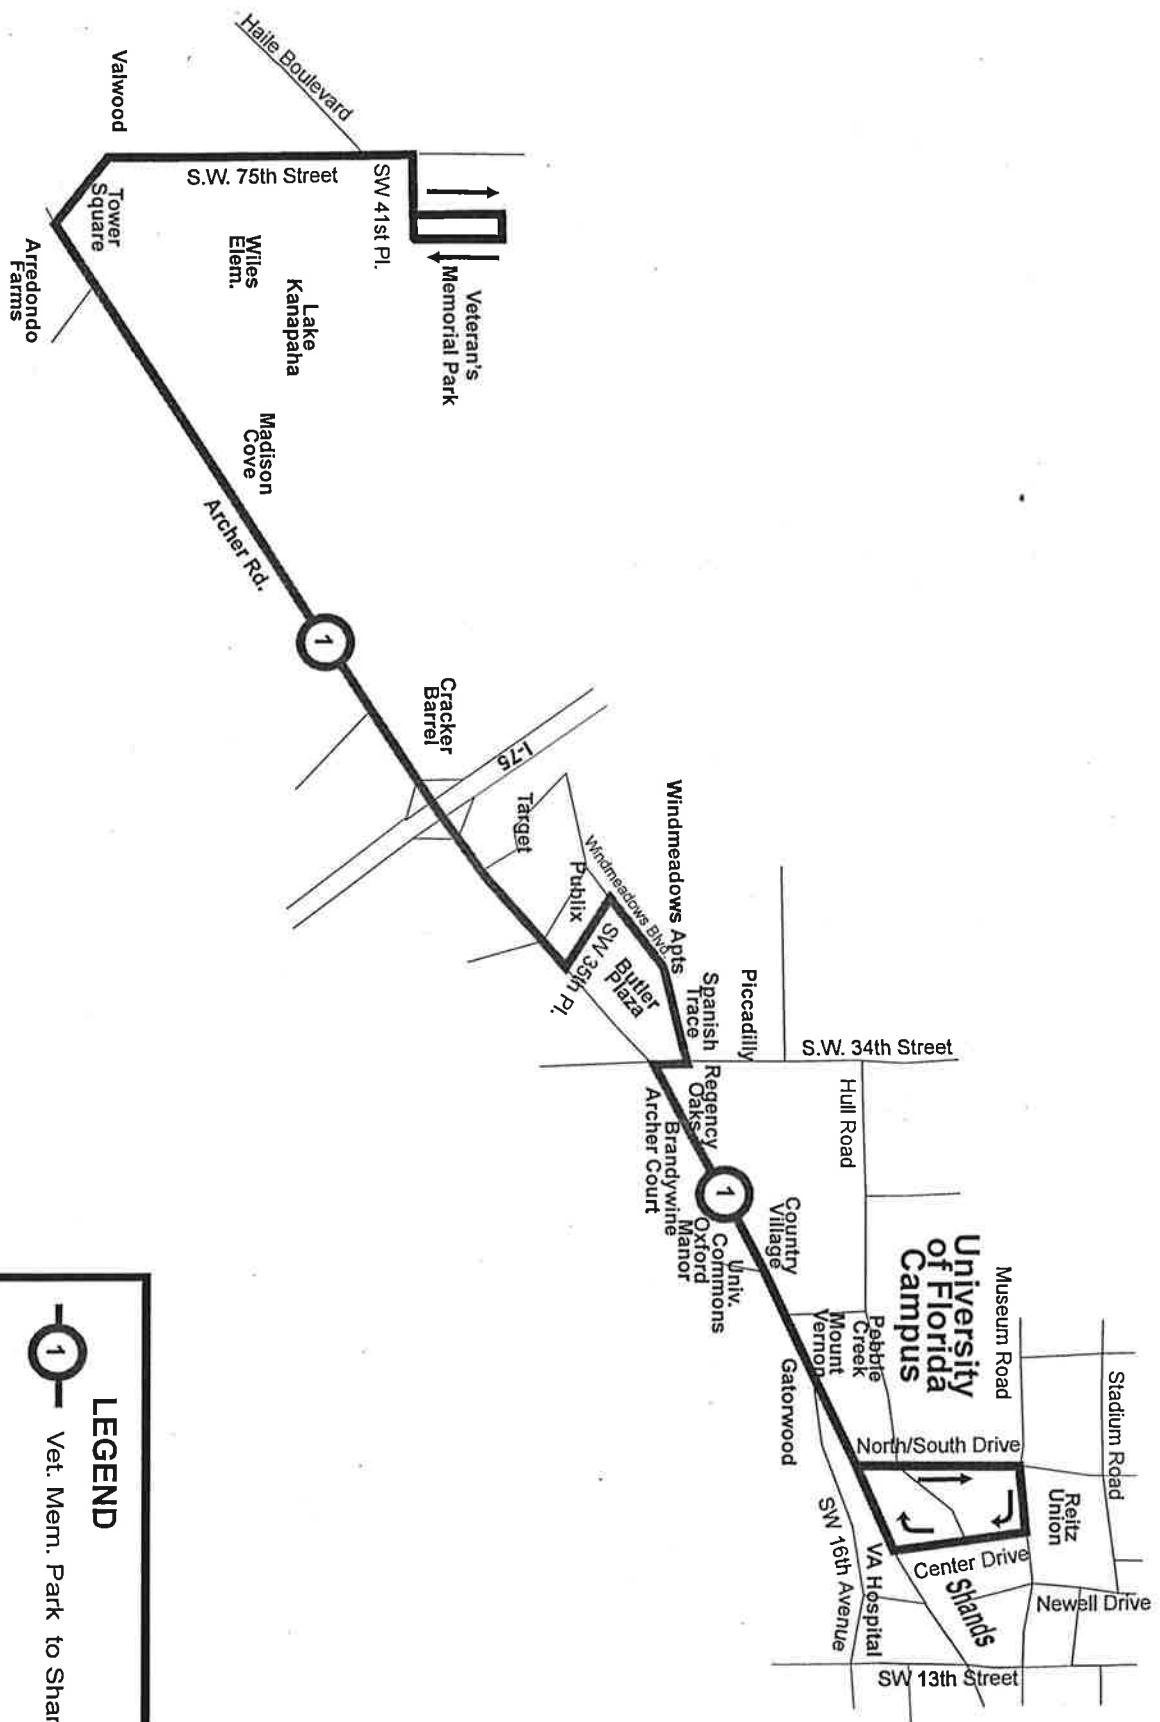 Haile Boulevard
Valwood
S.W. 75th Street
SW 41st Pl.
Tower
Square
Arredondo
Farms
Wiles
Elem.
Lake
Kanapaha
Veteran's
Memorial Park
Madison
Cove
Archer Rd.
1
Cracker
Barrel
I-75
Target
Publix
Windmeadows Blvd.
Windmeadows Apts
SW 35th Pl.
Butler
Plaza
Spanish
Trace
Piccadilly
S.W. 34th Street
Regency
Oaks
Archer Court
Brandywine
Hull Road
1
Country
Village
Manor
Oxford
Commons
Univ.
University
of Florida
Campus
Museum Road
Pebble
Creek
Mount
Vernon
Gatorwood
Stadium Road
North/South Drive
Reitz
Union
SW 16th Avenue
VA Hospital
Center Drive
Shands
Newell Drive
SW 13th Street
LEGEND
1
Vet. Mem. Park to Shar